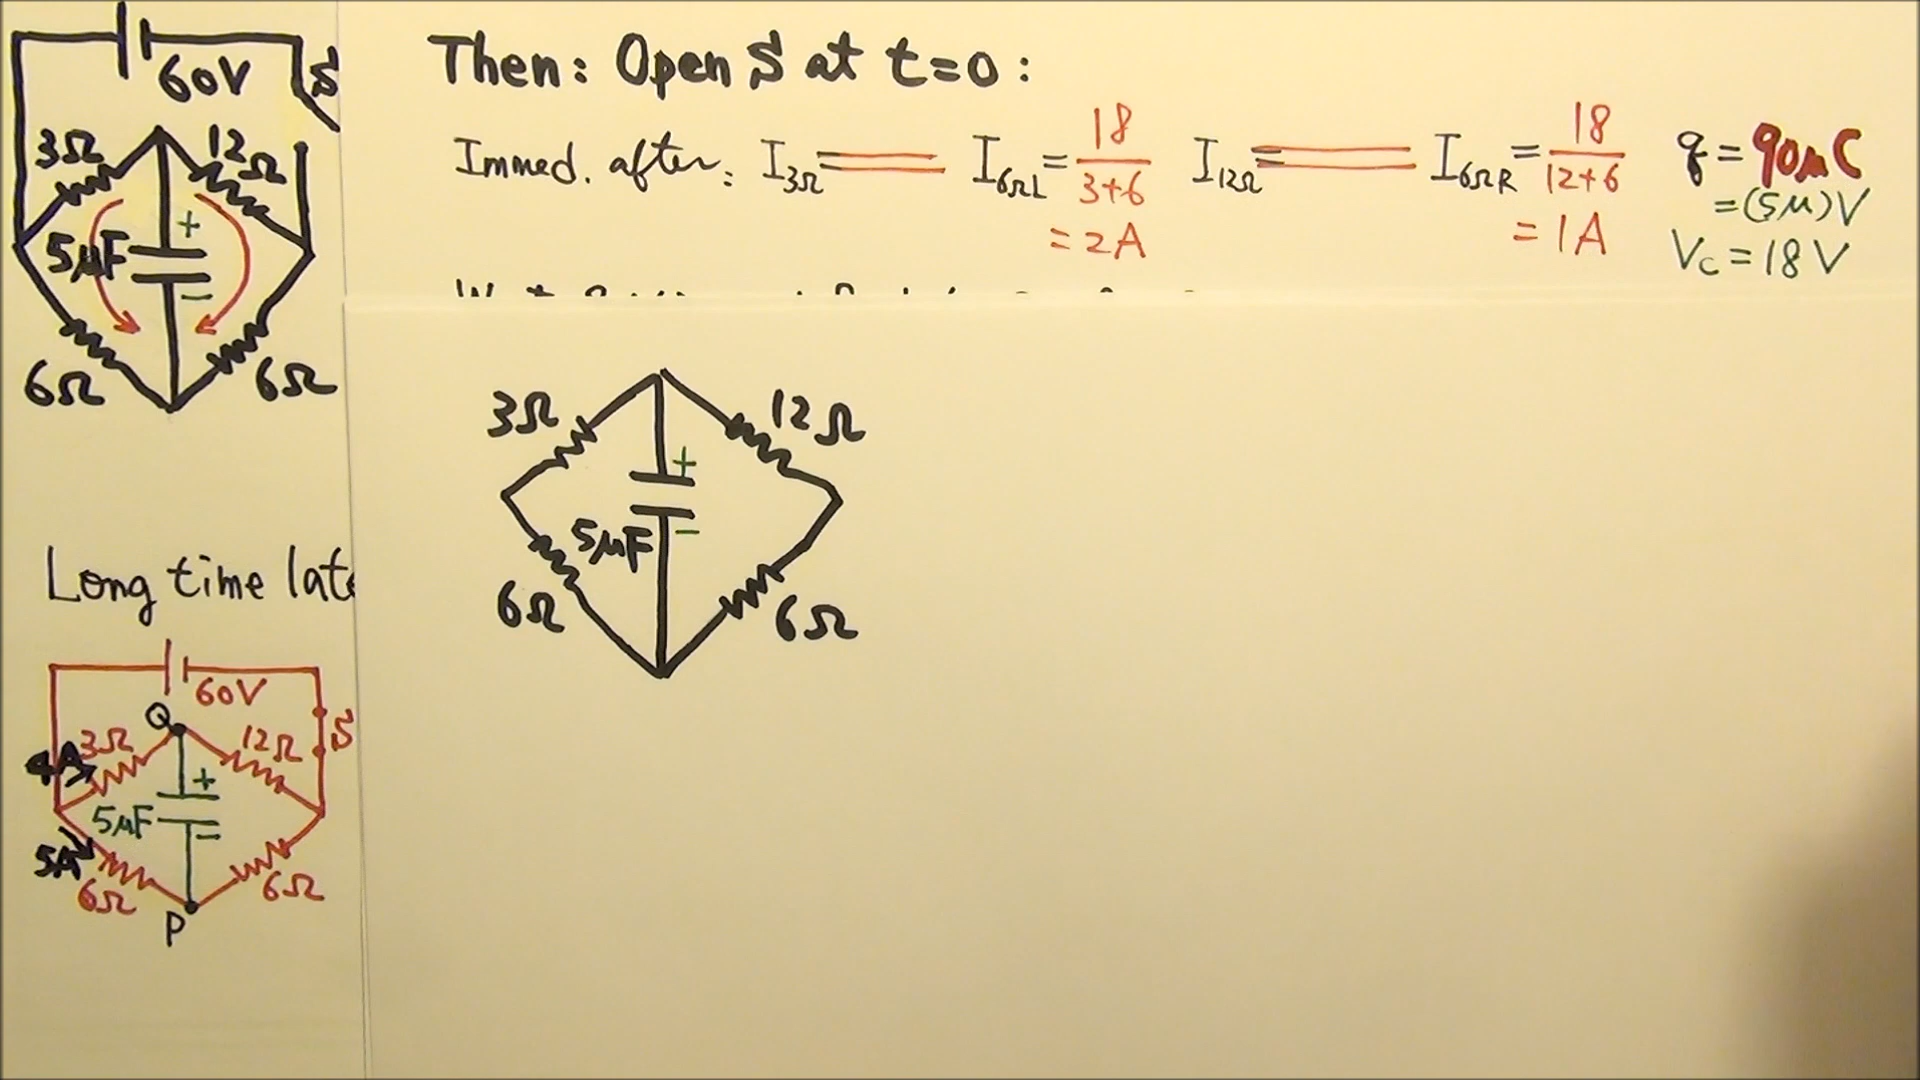 Then: Open S at t=0:
Immed. after: I3Ω = I6ΩL = 18/3+6 = 2A I12Ω = I6ΩR = 18/12+6 = 1A
q = 90μC
=(5μ)V
Vc = 18V
60V S
3Ω 12Ω
+
5μF
−
6Ω 6Ω
3Ω 12Ω
+
5μF
−
6Ω 6Ω
Long time late
60V
Q S
3Ω 12Ω
4A
+
5μF
−
5A
6Ω 6Ω
P